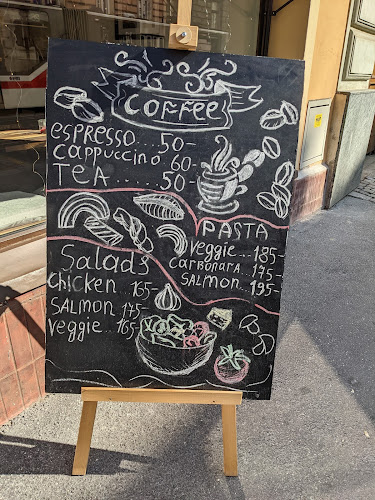 COFFEE
ESPRESSO....50-
CAPPUCCINO 60-
TEA ..... 50-
PASTA
Veggie...185-
CARBONARA..175-
SALMON...195-
Salads
Chicken...165-
SALMON 175-
Veggie...165-